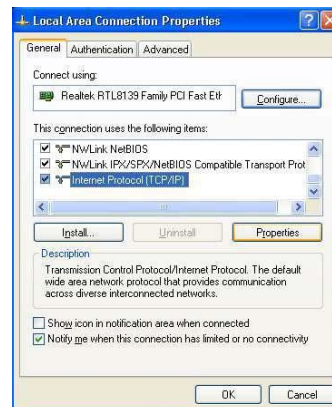 Local Area Connection Properties
General Authentication Advanced
Connect using:
Realtek RTL8139 Family PCI Fast Eth
Configure...
This connection uses the following items:
NWLink NetBIOS
NWLink IPX/SPX/NetBIOS Compatible Transport Prot
Internet Protocol (TCP/IP)
Install... Uninstall Properties
Description
Transmission Control Protocol/Internet Protocol. The default
wide area network protocol that provides communication
across diverse interconnected networks.
Show icon in notification area when connected
Notify me when this connection has limited or no connectivity
OK Cancel